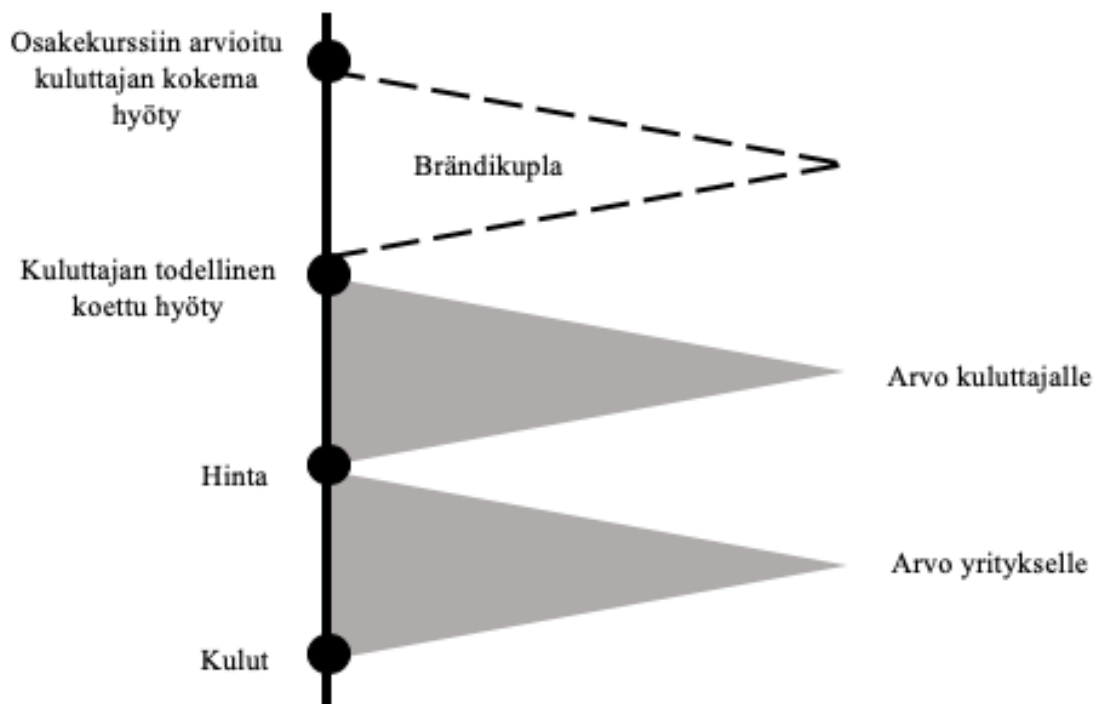 Osakekurssiin arvioitu
kuluttajan kokema
hyöty
Brändikupla
Kuluttajan todellinen
koettu hyöty
Arvo kuluttajalle
Hinta
Arvo yritykselle
Kulut